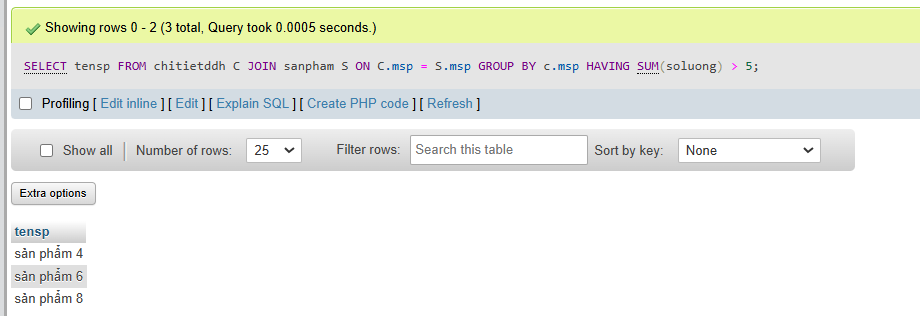 Showing rows 0 - 2 (3 total, Query took 0.0005 seconds.)
SELECT tensp FROM chitietddh C JOIN sanpham S ON C.msp = S.msp GROUP BY c.msp HAVING SUM(soluong) > 5;
Profiling [ Edit inline ] [ Edit ] [ Explain SQL ] [ Create PHP code ] [ Refresh ]
Show all | Number of rows: 25 Filter rows: Search this table Sort by key: None
Extra options
tensp
sản phẩm 4
sản phẩm 6
sản phẩm 8